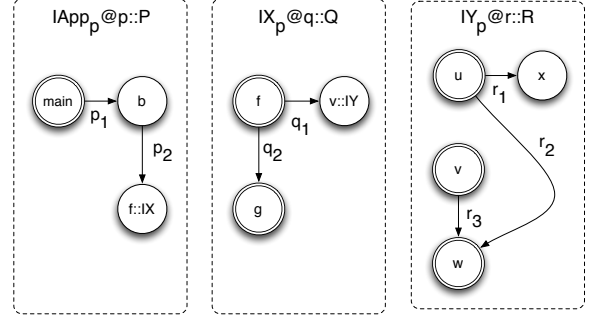 IApp_p@p::P
main
p_1
b
p_2
f::IX
IX_p@q::Q
f
q_1
v::IY
q_2
g
IY_p@r::R
u
r_1
x
r_2
v
r_3
w